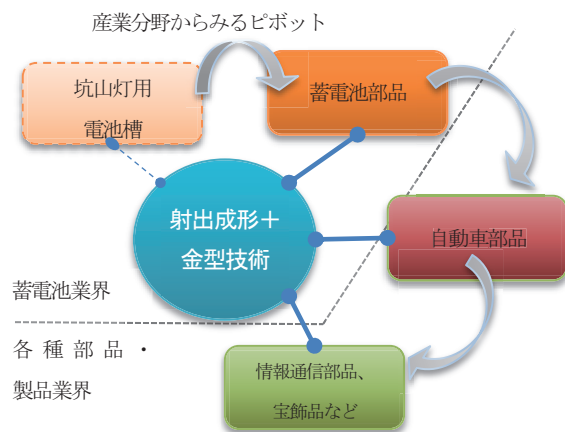 産業分野からみるピボット
坑山灯用
電池槽
蓄電池部品
射出成形＋
金型技術
自動車部品
蓄電池業界
各種部品・
製品業界
情報通信部品、
宝飾品など